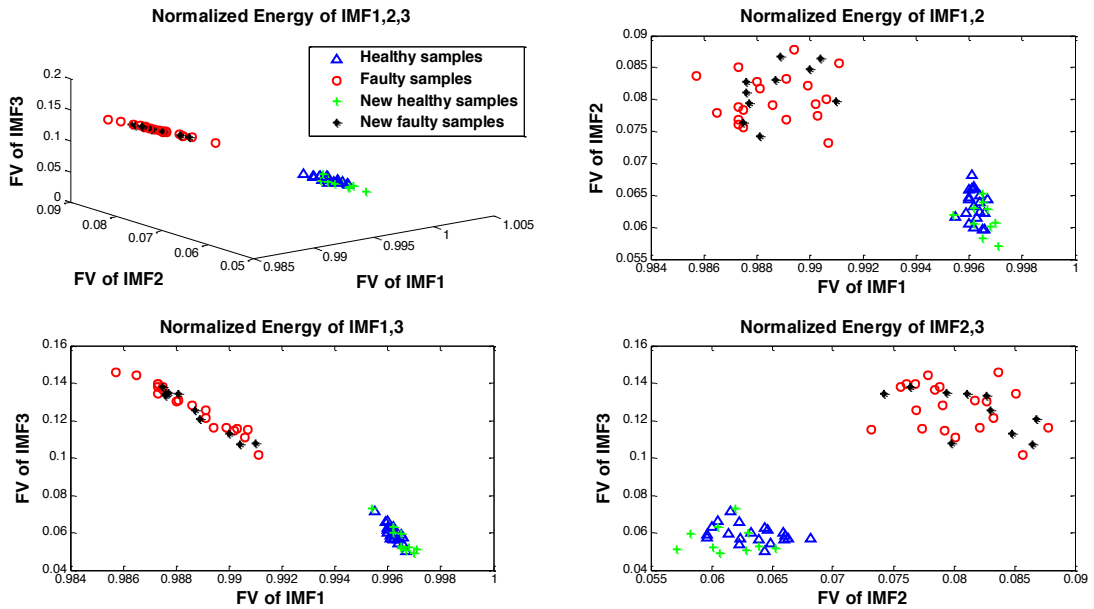 Normalized Energy of IMF1,2,3
FV of IMF3
0.2
0.15
0.1
0.05
0
0.09
0.08
0.07
0.06
0.05
FV of IMF2
0.985
0.99
0.995
1
1.005
FV of IMF1
Healthy samples
Faulty samples
New healthy samples
New faulty samples
Normalized Energy of IMF1,2
FV of IMF2
0.09
0.085
0.08
0.075
0.07
0.065
0.06
0.055
0.984 0.986 0.988 0.99 0.992 0.994 0.996 0.998 1
FV of IMF1
Normalized Energy of IMF1,3
FV of IMF3
0.16
0.14
0.12
0.1
0.08
0.06
0.04
0.984 0.986 0.988 0.99 0.992 0.994 0.996 0.998 1
FV of IMF1
Normalized Energy of IMF2,3
FV of IMF3
0.16
0.14
0.12
0.1
0.08
0.06
0.04
0.055 0.06 0.065 0.07 0.075 0.08 0.085 0.09
FV of IMF2